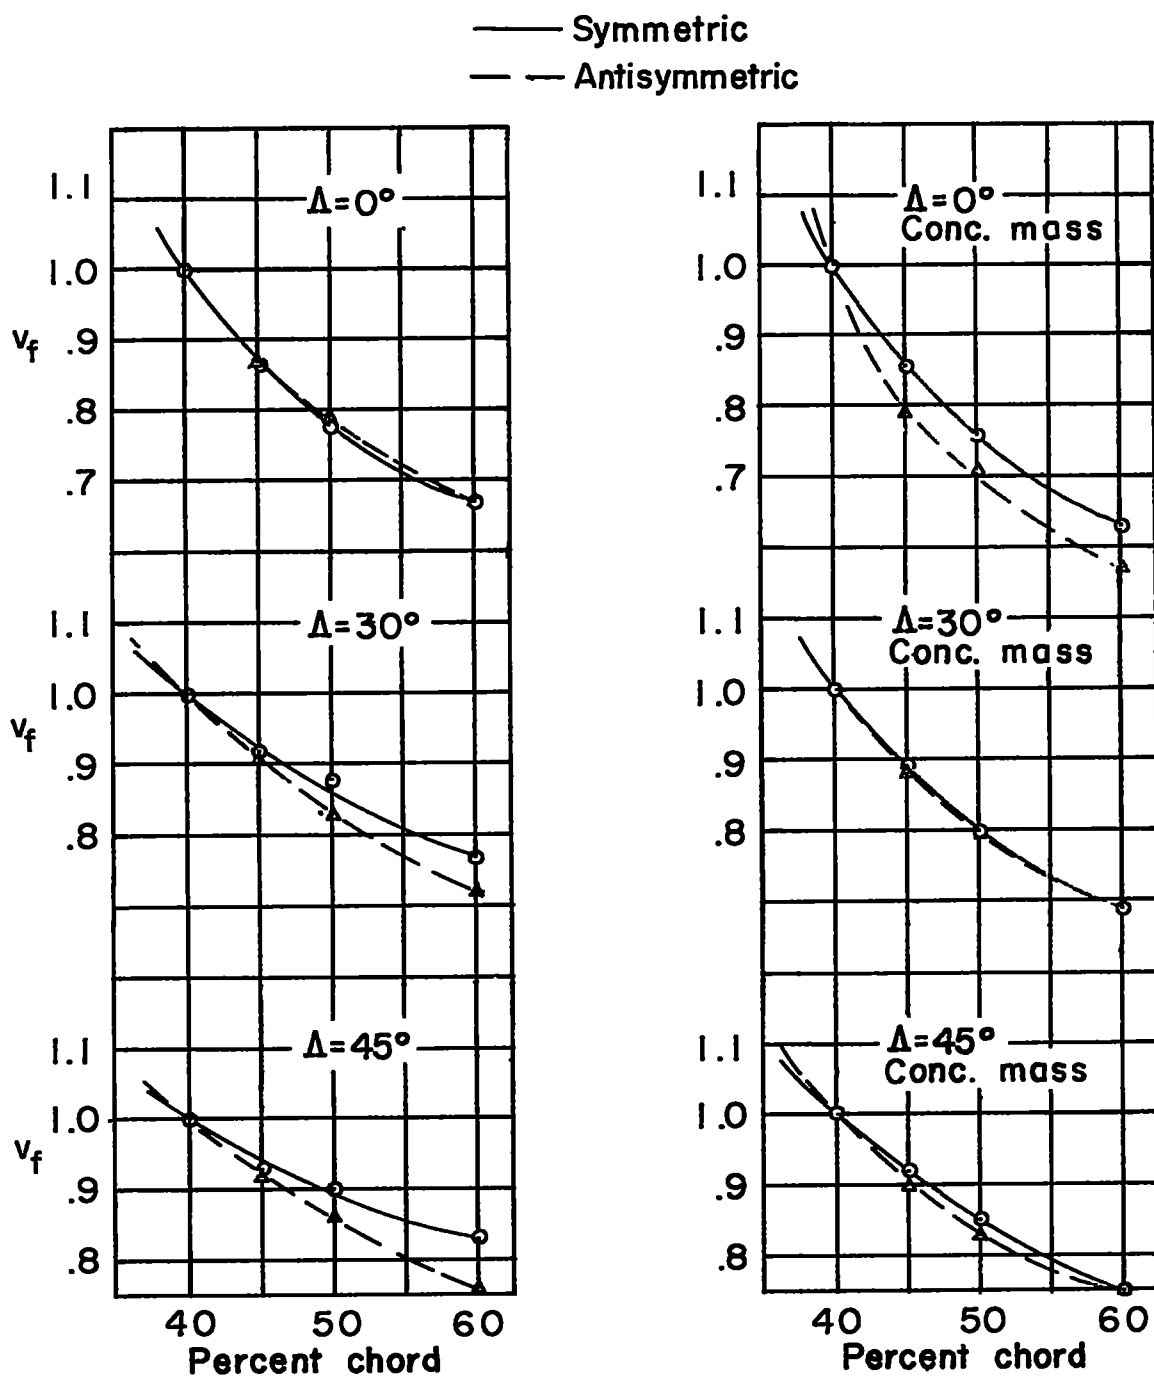 Symmetric
Antisymmetric
Λ=0°
1.1
1.0
.9
.8
.7
v_f
Λ=30°
1.1
1.0
.9
.8
v_f
Λ=45°
1.1
1.0
.9
.8
v_f
40 50 60
Percent chord
Λ=0°
Conc. mass
1.1
1.0
.9
.8
.7
Λ=30°
Conc. mass
1.1
1.0
.9
.8
Λ=45°
Conc. mass
1.1
1.0
.9
.8
40 50 60
Percent chord